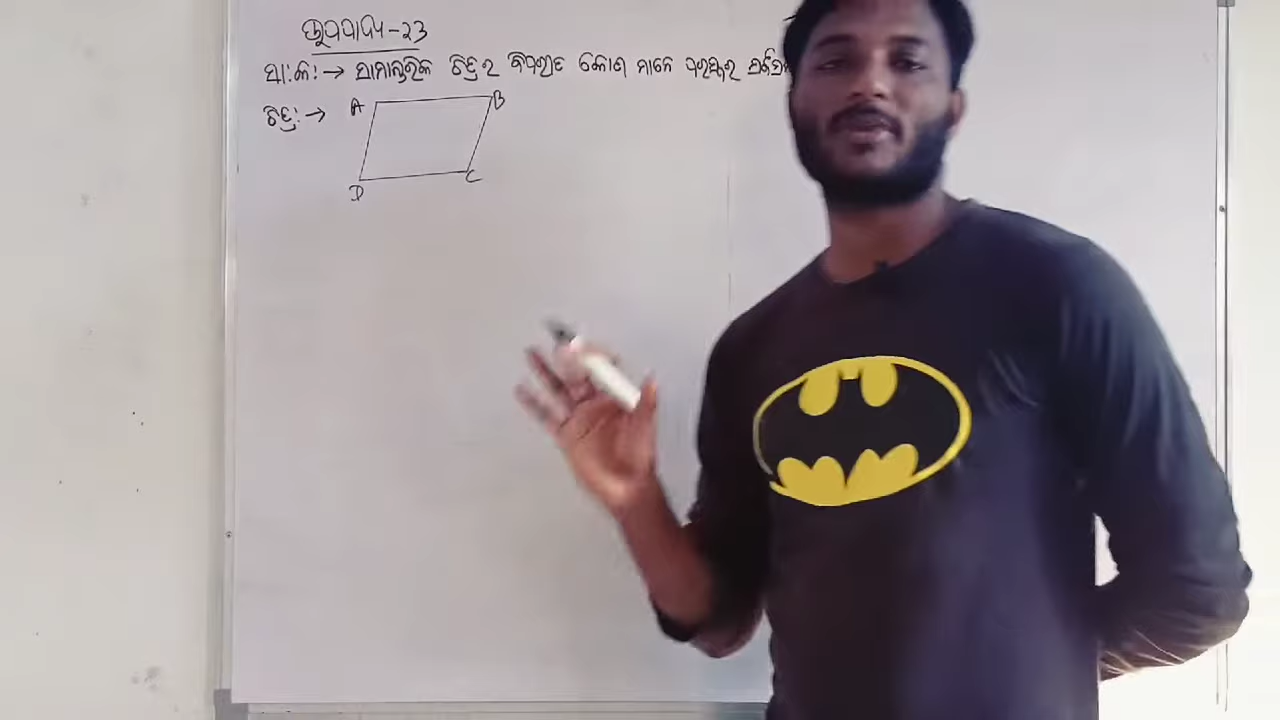 ଉପପାଦ୍ୟ-23
ସା:କି:→ ସାମାନ୍ତରିକ ଚିତ୍ରର ବିପରୀତ କୋଣ ମାନେ ପରସ୍ପର
ଚିତ୍ର:→ A B
D C